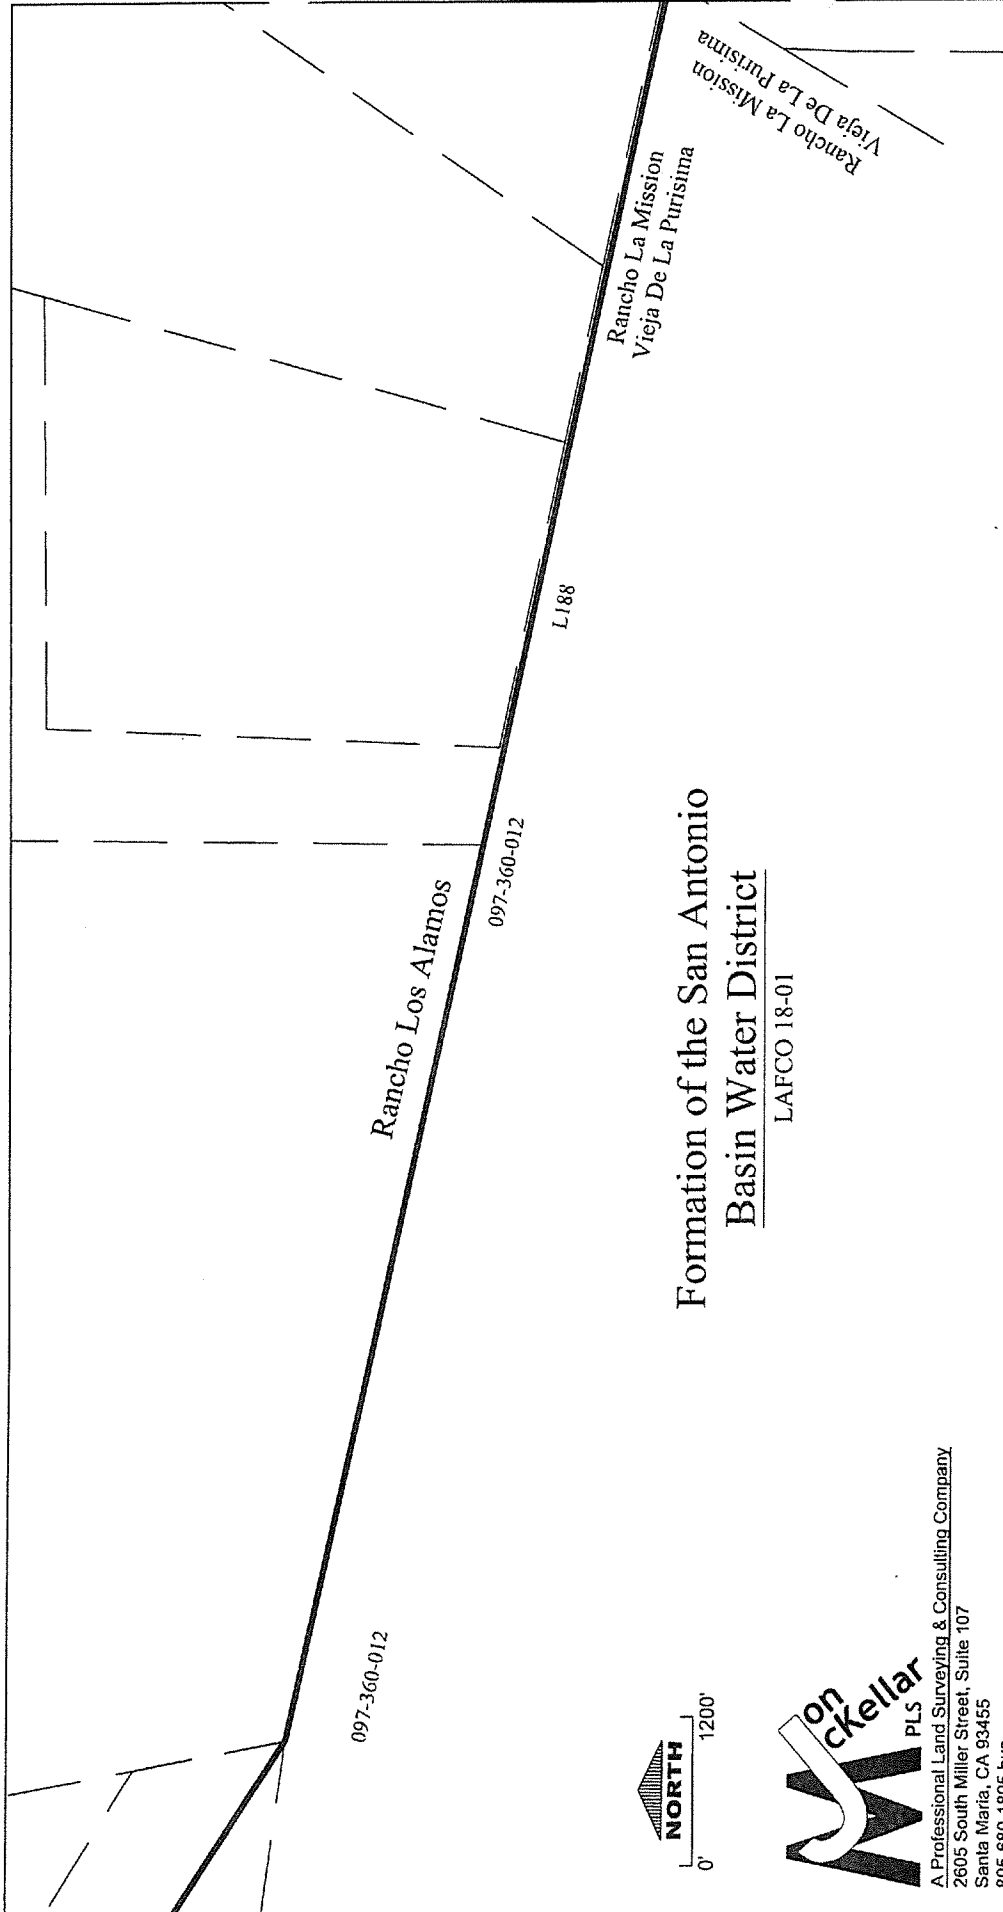 Rancho La Mission
Vieja De La Purisima
Rancho La Mission
Vieja De La Purisima
L188
097-360-012
Rancho Los Alamos
097-360-012
Formation of the San Antonio
Basin Water District
LAFCO 18-01
NORTH
0' 1200'
on
cKellar
PLS
A Professional Land Surveying & Consulting Company
2605 South Miller Street, Suite 107
Santa Maria, CA 93455